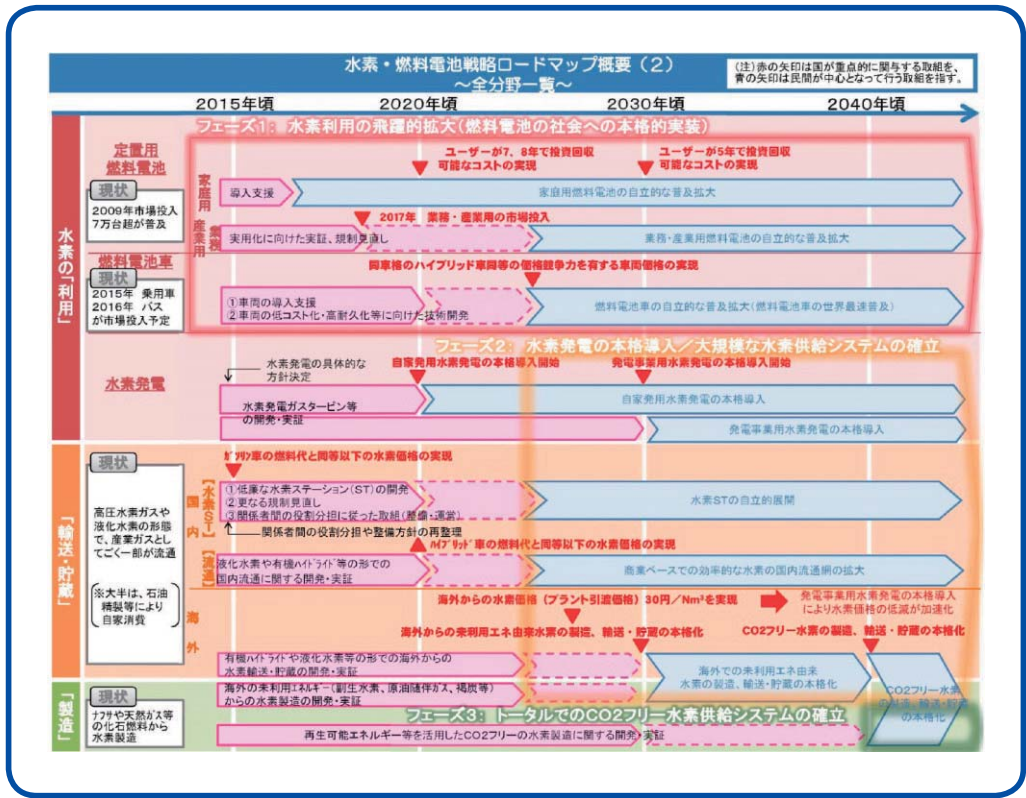 水素・燃料電池戦略ロードマップ概要（2）
～全分野一覧～
（注）赤の矢印は国が重点的に関与する取組を、
青の矢印は民間が中心となって行う取組を指す。
2015年頃
2020年頃
2030年頃
2040年頃
水素の「利用」
フェーズ1： 水素利用の飛躍的拡大（燃料電池の社会への本格的実装）
定置用
燃料電池
現状
2009年市場投入
7万台超が普及
家庭用
ユーザーが7、8年で投資回収
可能なコストの実現
ユーザーが5年で投資回収
可能なコストの実現
導入支援
家庭用燃料電池の自立的な普及拡大
業務
産業用
2017年 業務・産業用の市場投入
実用化に向けた実証、規制見直し
業務・産業用燃料電池の自立的な普及拡大
燃料電池車
現状
2015年 乗用車
2016年 バス
が市場投入予定
同車格のハイブリッド車同等の価格競争力を有する車両価格の実現
①車両の導入支援
②車両の低コスト化・高耐久化等に向けた技術開発
燃料電池車の自立的な普及拡大（燃料電池車の世界最速普及）
フェーズ2： 水素発電の本格導入／大規模な水素供給システムの確立
水素発電
水素発電の具体的な
方針決定
自家発用水素発電の本格導入開始
発電事業用水素発電の本格導入開始
水素発電ガスタービン等
の開発・実証
自家発用水素発電の本格導入
発電事業用水素発電の本格導入
「輸送・貯蔵」
現状
高圧水素ガスや
液化水素の形態
で、産業ガスとし
てごく一部が流通
※大半は、石油
精製等により
自家消費
国内
【水素ST】
ｶﾞｿﾘﾝ車の燃料代と同等以下の水素価格の実現
①低廉な水素ステーション（ST）の開発
②更なる規制見直し
③関係者間の役割分担に従った取組（整備・運営）
水素STの自立的展開
関係者間の役割分担や整備方針の再整理
ﾊｲﾌﾞﾘｯﾄﾞ車の燃料代と同等以下の水素価格の実現
【流通】
液化水素や有機ﾊｲﾄﾞﾗｲﾄﾞ等の形での
国内流通に関する開発・実証
商業ベースでの効率的な水素の国内流通網の拡大
海外
海外からの水素価格（プラント引渡価格）30円／Nm³を実現
発電事業用水素発電の本格導入
により水素価格の低減が加速化
海外からの未利用エネ由来水素の製造、輸送・貯蔵の本格化
CO2フリー水素の製造、輸送・貯蔵の本格化
有機ﾊｲﾄﾞﾗｲﾄﾞや液化水素等の形での海外からの
水素輸送・貯蔵の開発・実証
海外での未利用エネ由来
水素の製造、輸送・貯蔵の本格化
「製造」
現状
ﾅﾌｻや天然ｶﾞｽ等
の化石燃料から
水素製造
海外の未利用ｴﾈﾙｷﾞｰ（副生水素、原油随伴ガス、褐炭等）
からの水素製造の開発・実証
CO2フリー水素
の製造、輸送・貯蔵
の本格化
フェーズ3： トータルでのCO2フリー水素供給システムの確立
再生可能エネルギー等を活用したCO2フリーの水素製造に関する開発・実証